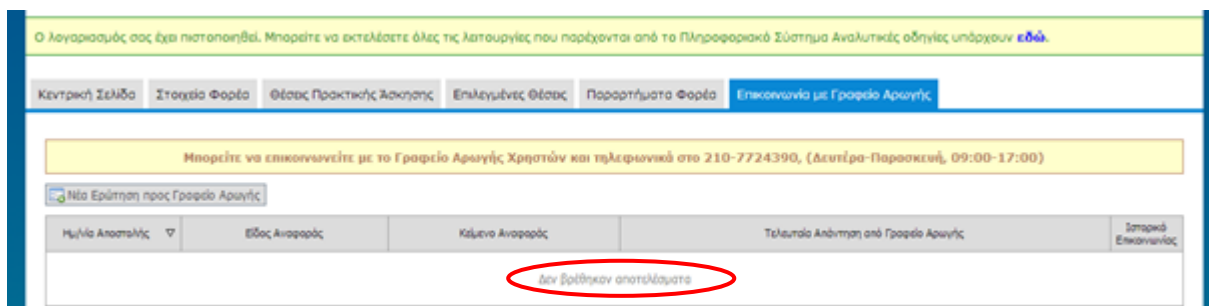 Ο λογαριασμός σας έχει πιστοποιηθεί. Μπορείτε να εκτελέσετε όλες τις λειτουργίες που παρέχονται από το Πληροφοριακό Σύστημα Αναλυτικές οδηγίες υπάρχουν εδώ.
Κεντρική Σελίδα Στοιχεία Φορέα Θέσεις Πρακτικής Άσκησης Επιλεγμένες Θέσεις Παραρτήματα Φορέα Επικοινωνία με Γραφείο Αρωγής
Μπορείτε να επικοινωνείτε με το Γραφείο Αρωγής Χρηστών και τηλεφωνικά στο 210-7724390, (Δευτέρα-Παρασκευή, 09:00-17:00)
Νέα Ερώτηση προς Γραφείο Αρωγής
Ημ/νία Αποστολής Είδος Αναφοράς Κείμενο Αναφοράς Τελευταία Απάντηση από Γραφείο Αρωγής Ιστορικό Επικοινωνίας
Δεν βρέθηκαν αποτελέσματα